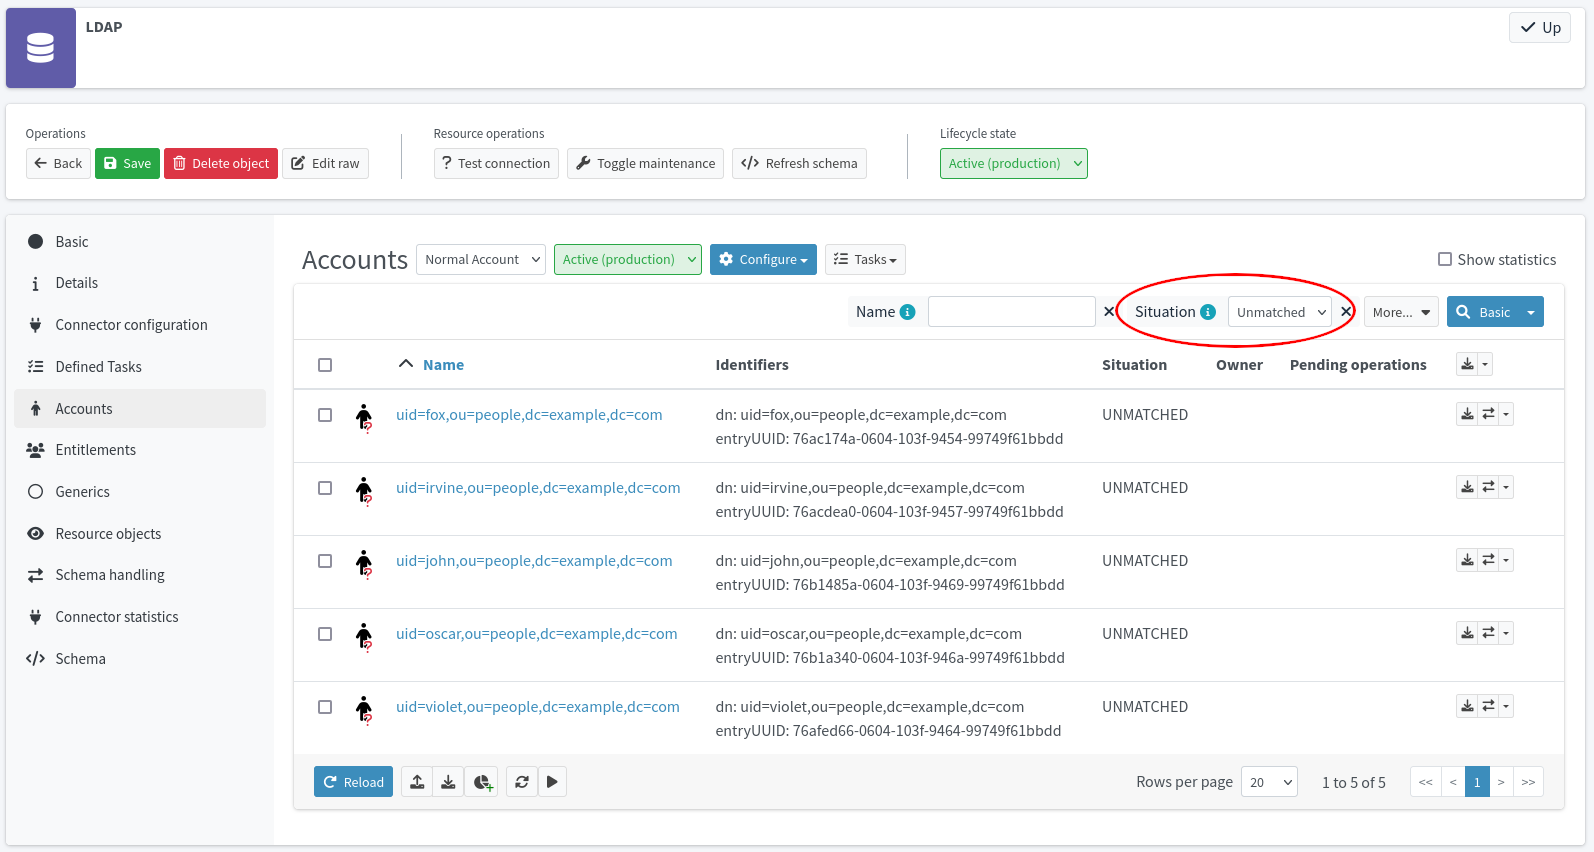 LDAP
Up
Operations
Resource operations
Lifecycle state
Back
Save
Delete object
Edit raw
Test connection
Toggle maintenance
Refresh schema
Active (production)
Basic
Details
Connector configuration
Defined Tasks
Accounts
Entitlements
Generics
Resource objects
Schema handling
Connector statistics
Schema
Accounts
Normal Account
Active (production)
Configure
Tasks
Show statistics
Name
Situation
Unmatched
More...
Basic
Name Identifiers Situation Owner Pending operations
uid=fox,ou=people,dc=example,dc=com dn: uid=fox,ou=people,dc=example,dc=com UNMATCHED
entryUUID: 76ac174a-0604-103f-9454-99749f61bbdd
uid=irvine,ou=people,dc=example,dc=com dn: uid=irvine,ou=people,dc=example,dc=com UNMATCHED
entryUUID: 76acdea0-0604-103f-9457-99749f61bbdd
uid=john,ou=people,dc=example,dc=com dn: uid=john,ou=people,dc=example,dc=com UNMATCHED
entryUUID: 76b1485a-0604-103f-9469-99749f61bbdd
uid=oscar,ou=people,dc=example,dc=com dn: uid=oscar,ou=people,dc=example,dc=com UNMATCHED
entryUUID: 76b1a340-0604-103f-946a-99749f61bbdd
uid=violet,ou=people,dc=example,dc=com dn: uid=violet,ou=people,dc=example,dc=com UNMATCHED
entryUUID: 76afed66-0604-103f-9464-99749f61bbdd
Reload
Rows per page 20 1 to 5 of 5 << < 1 > >>